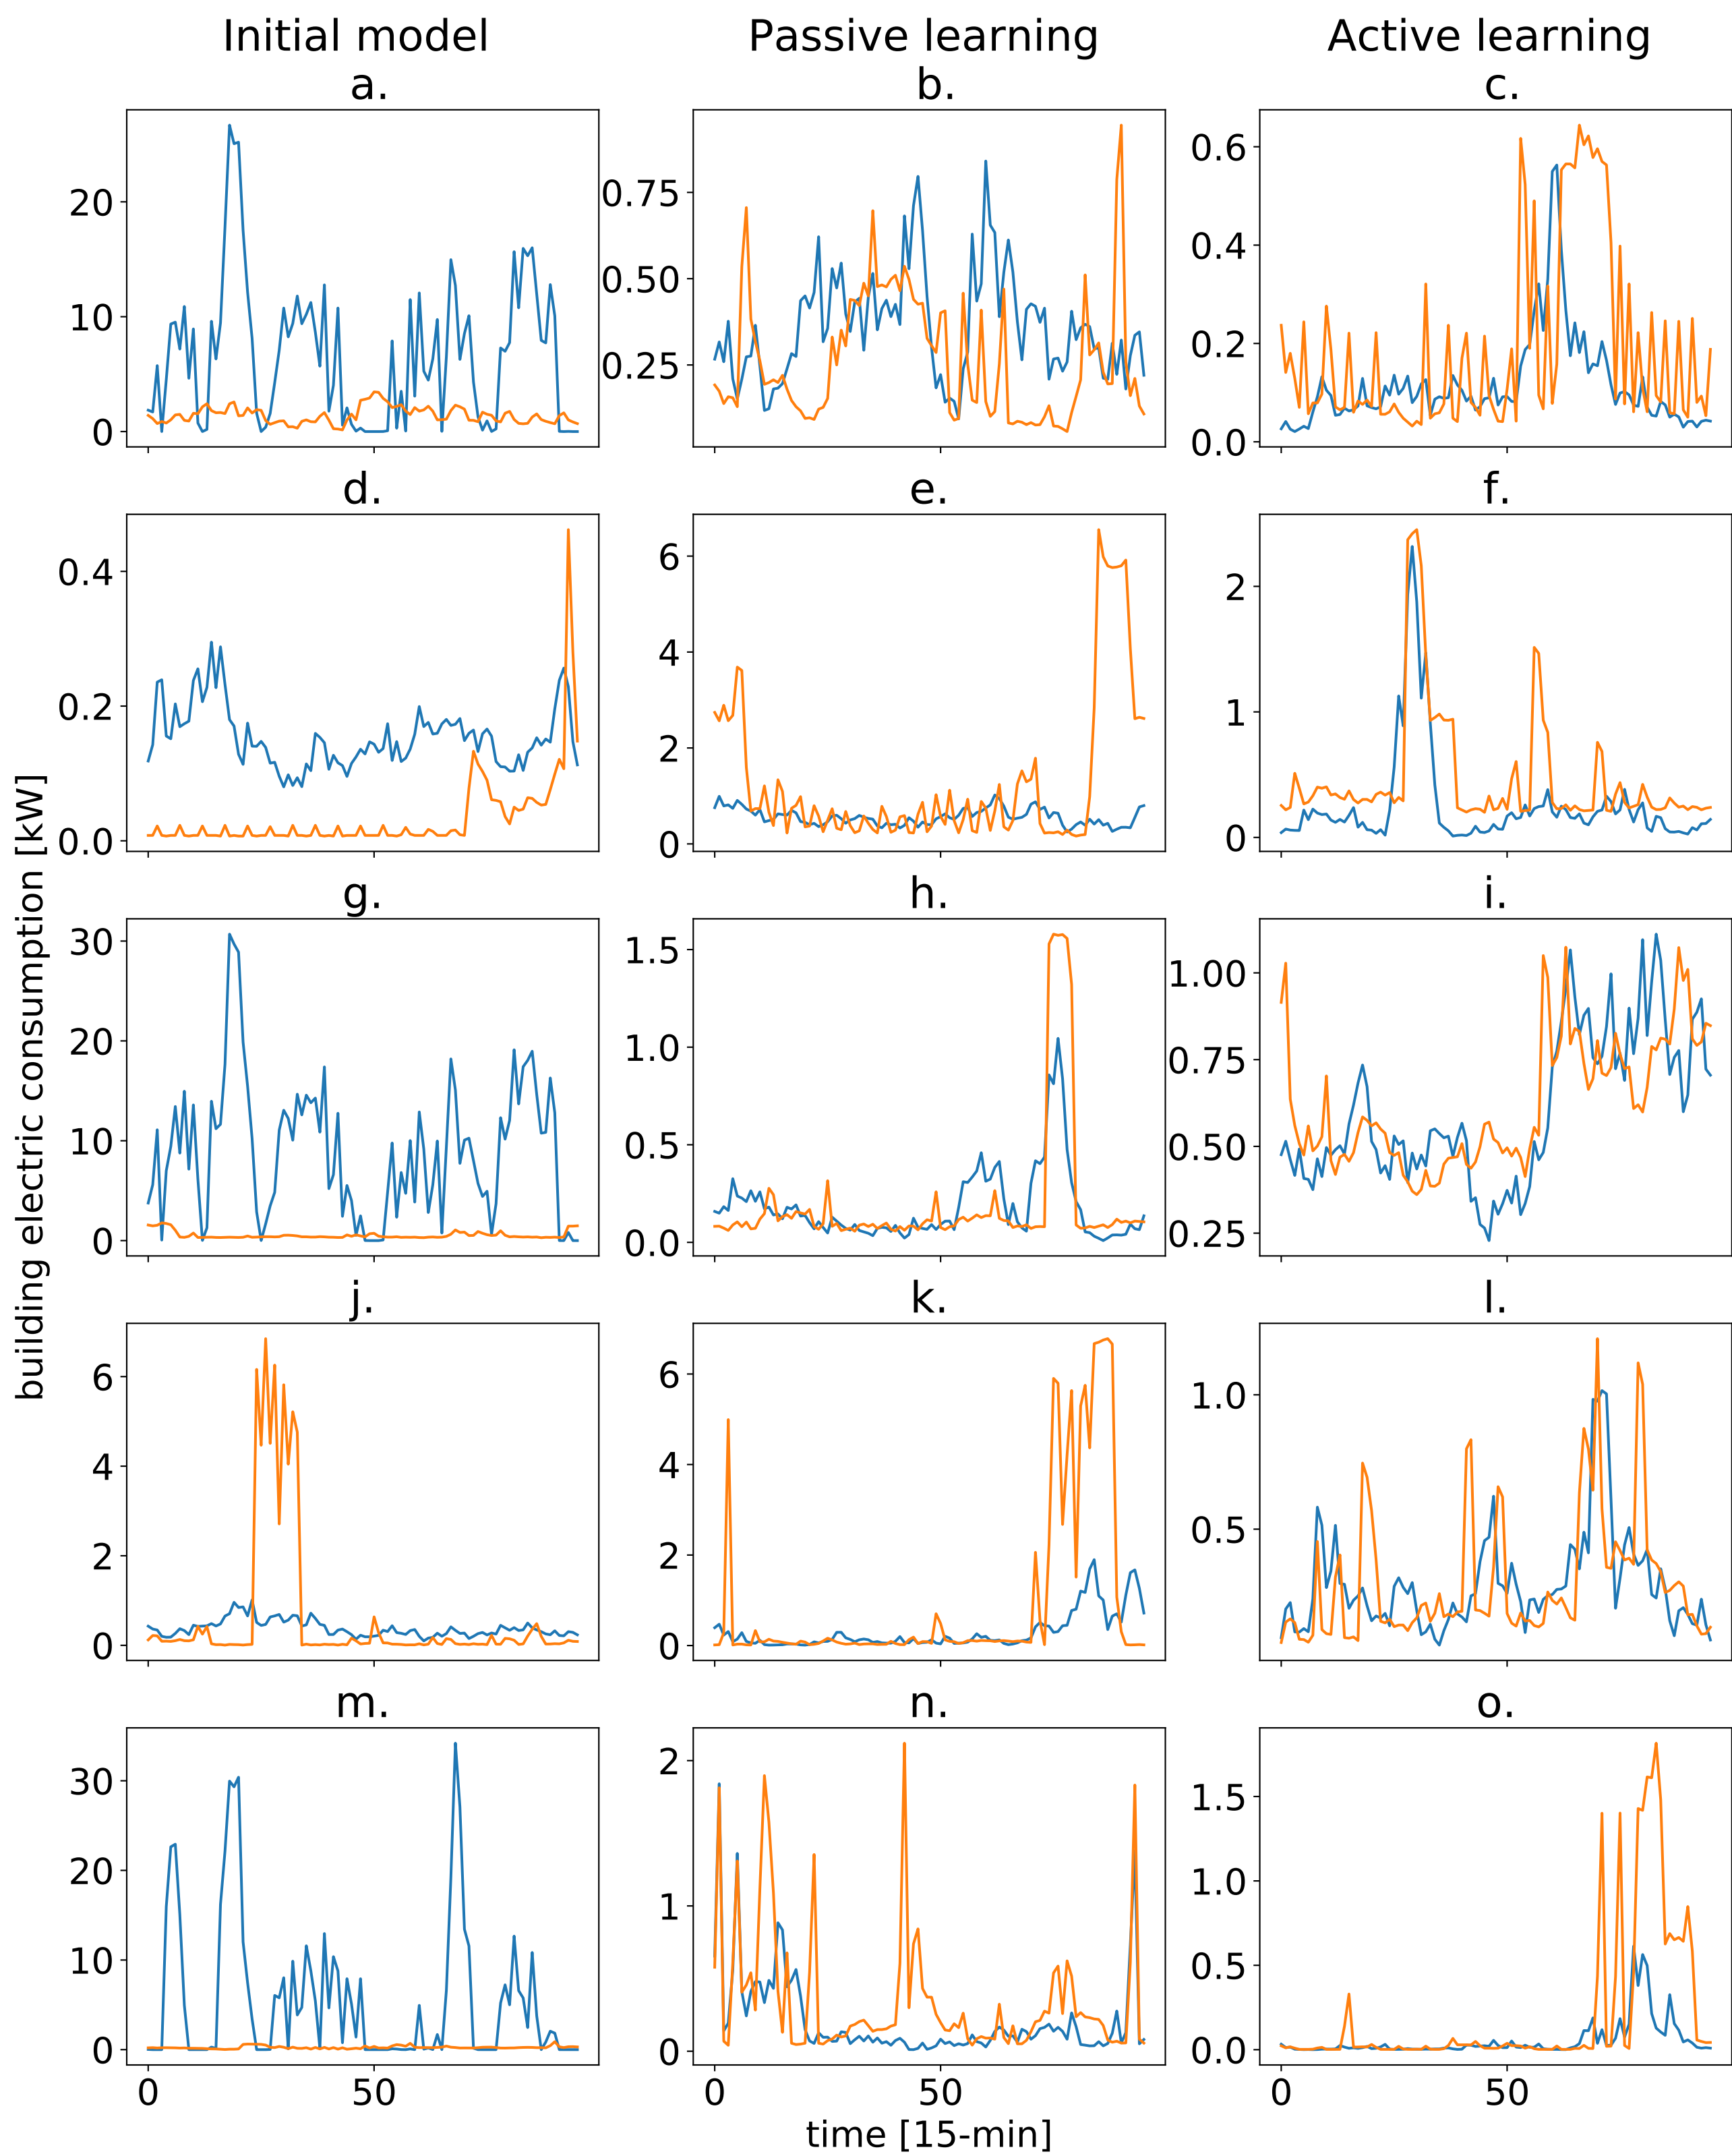 Initial model
Passive learning
Active learning
a.
b.
c.
20
10
0
0.75
0.50
0.25
0.6
0.4
0.2
0.0
d.
e.
f.
0.4
0.2
0.0
6
4
2
0
2
1
0
g.
h.
i.
30
20
10
0
1.5
1.0
0.5
0.0
1.00
0.75
0.50
0.25
j.
k.
l.
6
4
2
0
6
4
2
0
1.0
0.5
m.
n.
o.
30
20
10
0
2
1
0
1.5
1.0
0.5
0.0
0 50
0 50
0 50
time [15-min]
building electric consumption [kW]